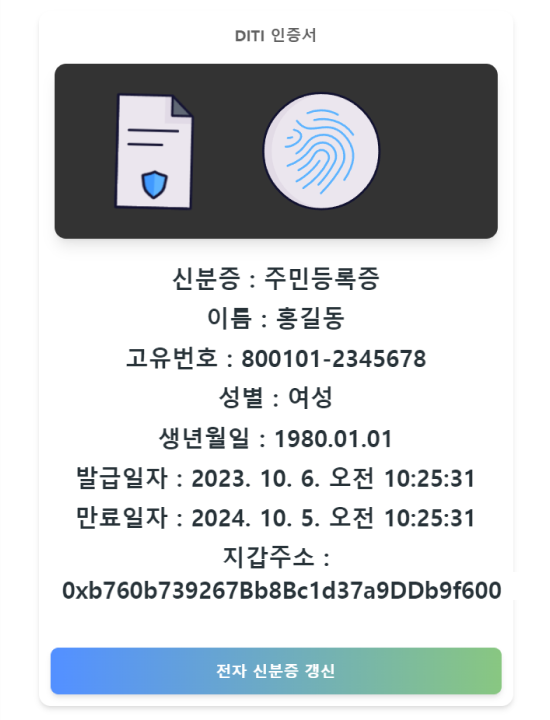 DITI 인증서
신분증 : 주민등록증
이름 : 홍길동
고유번호 : 800101-2345678
성별 : 여성
생년월일 : 1980.01.01
발급일자 : 2023. 10. 6. 오전 10:25:31
만료일자 : 2024. 10. 5. 오전 10:25:31
지갑주소 :
0xb760b739267Bb8Bc1d37a9DDb9f600
전자 신분증 갱신